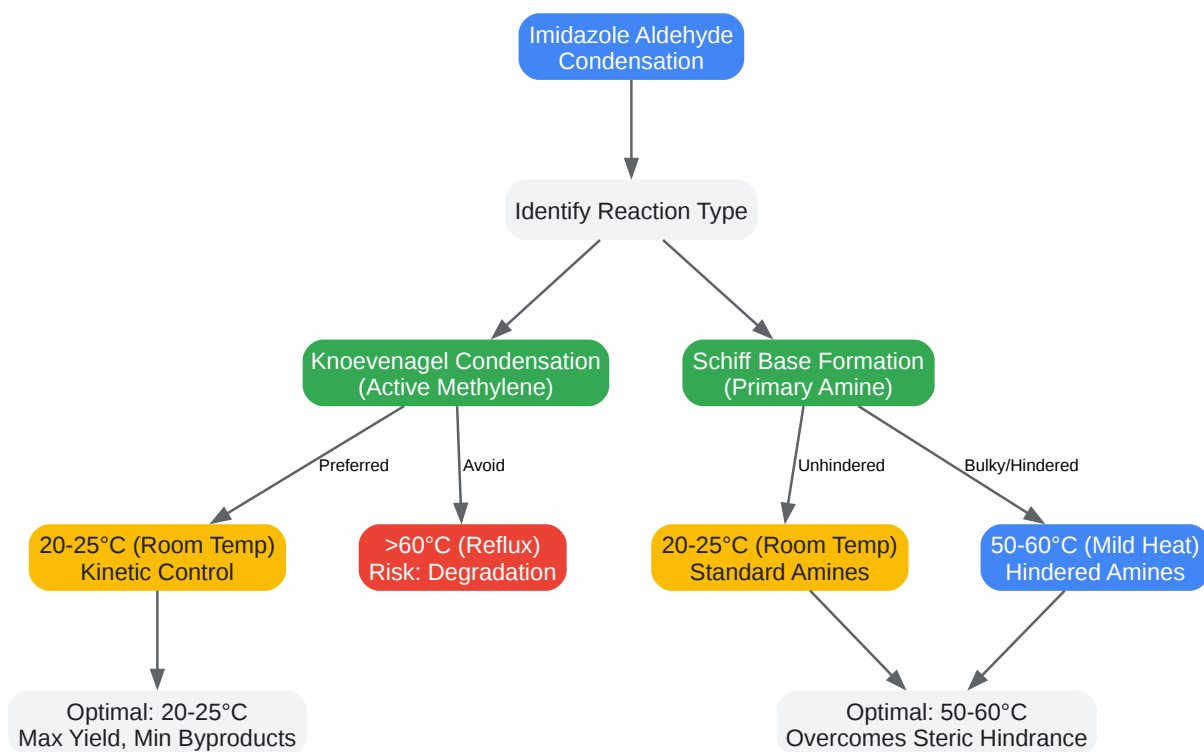 Imidazole Aldehyde
Condensation
Identify Reaction Type
Knoevenagel Condensation
(Active Methylene)
Schiff Base Formation
(Primary Amine)
Preferred
Avoid
Unhindered
Bulky/Hindered
20-25°C (Room Temp)
Kinetic Control
>60°C (Reflux)
Risk: Degradation
20-25°C (Room Temp)
Standard Amines
50-60°C (Mild Heat)
Hindered Amines
Optimal: 20-25°C
Max Yield, Min Byproducts
Optimal: 50-60°C
Overcomes Steric Hindrance